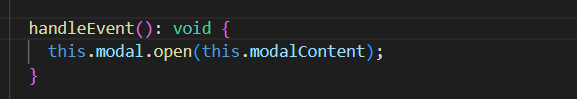 handleEvent(): void {
  this.modal.open(this.modalContent);
}